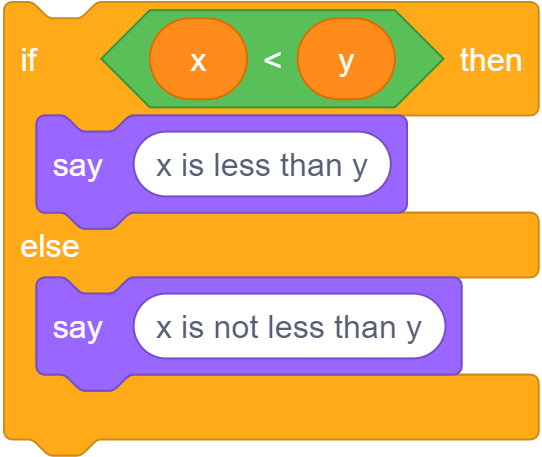 if x < y then
say x is less than y
else
say x is not less than y